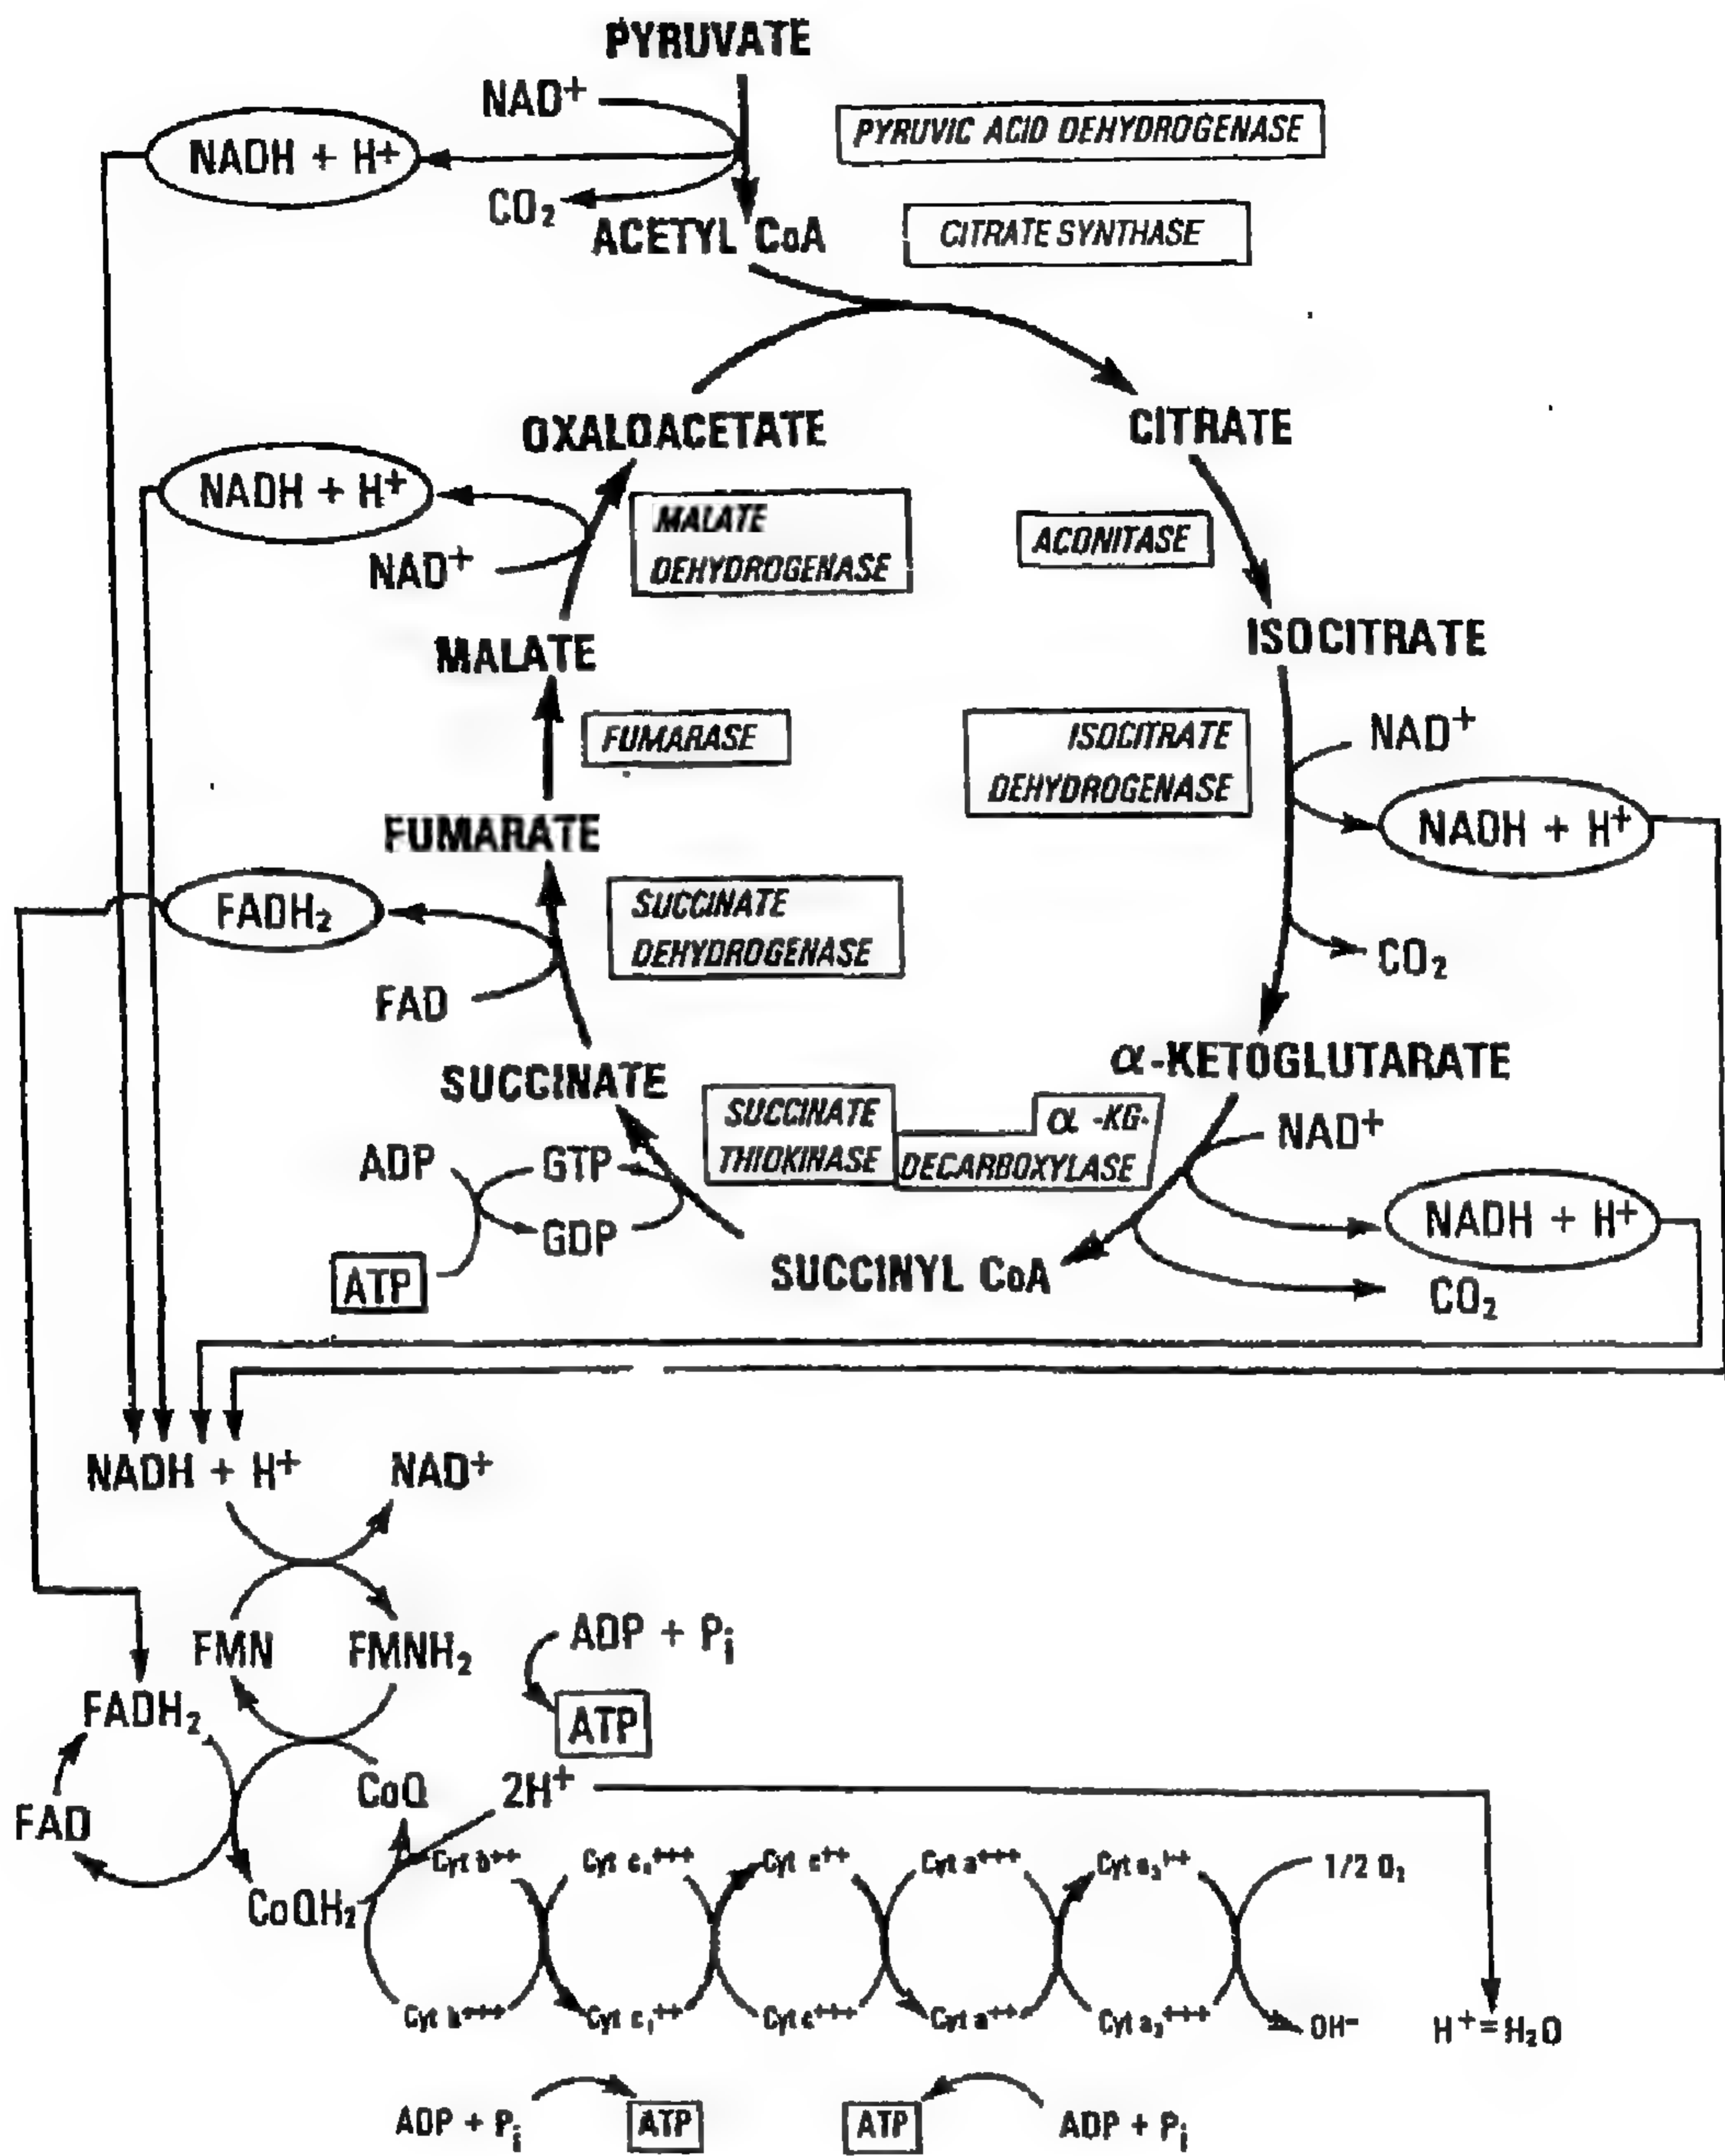 PYRUVATE
NAD+
PYRUVIC ACID DEHYDROGENASE
NADH + H+
CO2
ACETYL CoA
CITRATE SYNTHASE
OXALOACETATE
CITRATE
NADH + H+
MALATE
DEHYDROGENASE
NAD+
ACONITASE
MALATE
ISOCITRATE
FUMARASE
ISOCITRATE
DEHYDROGENASE
NAD+
NADH + H+
FUMARATE
FADH2
SUCCINATE
DEHYDROGENASE
CO2
FAD
α-KETOGLUTARATE
SUCCINATE
SUCCINATE
THIOKINASE
α -KG-
DECARBOXYLASE
NAD+
ADP
GTP
GDP
NADH + H+
ATP
SUCCINYL CoA
CO2
NADH + H+
NAD+
FMN
FMNH2
ADP + Pi
ATP
FADH2
CoQ
2H+
FAD
CoQH2
Cyt b++
Cyt c1+++
Cyt c++
Cyt a+++
Cyt a3++
1/2 O2
Cyt b+++
Cyt c1++
Cyt c+++
Cyt a++
Cyt a3+++
OH-
H+=H2O
ADP + Pi
ATP
ATP
ADP + Pi